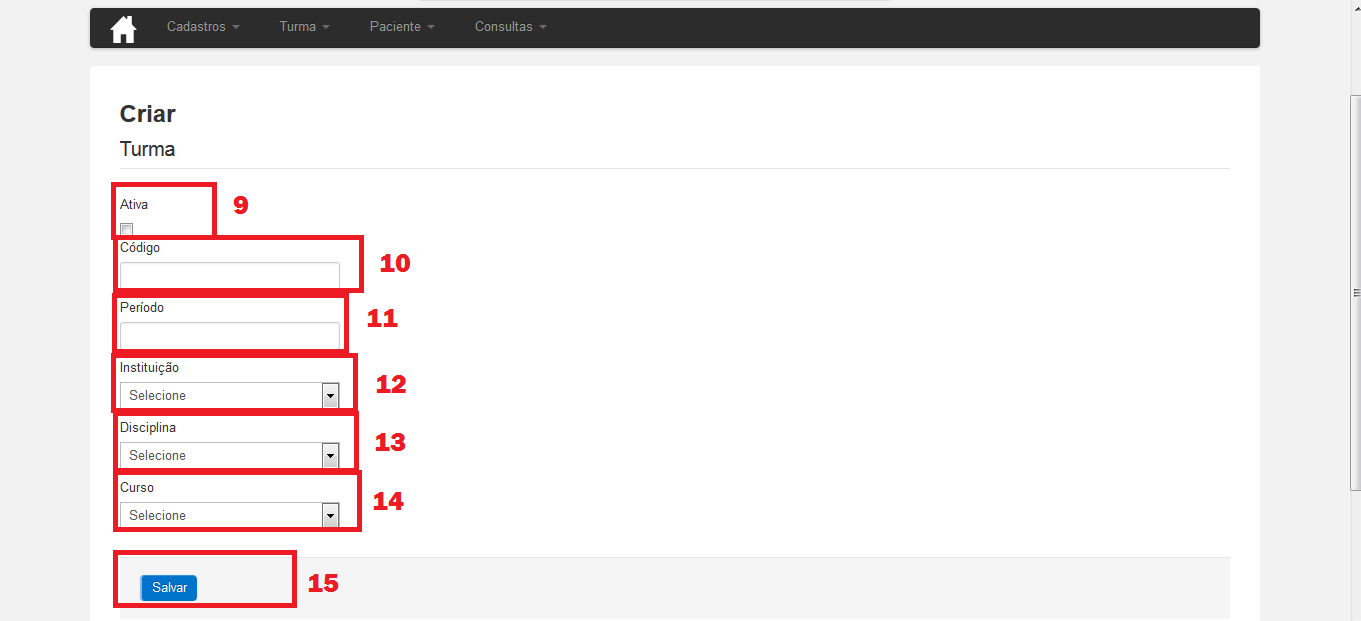 Cadastros Turma Paciente Consultas
Criar
Turma
Ativa
9
Código
10
Período
11
Instituição
Selecione
12
Disciplina
Selecione
13
Curso
Selecione
14
Salvar
15